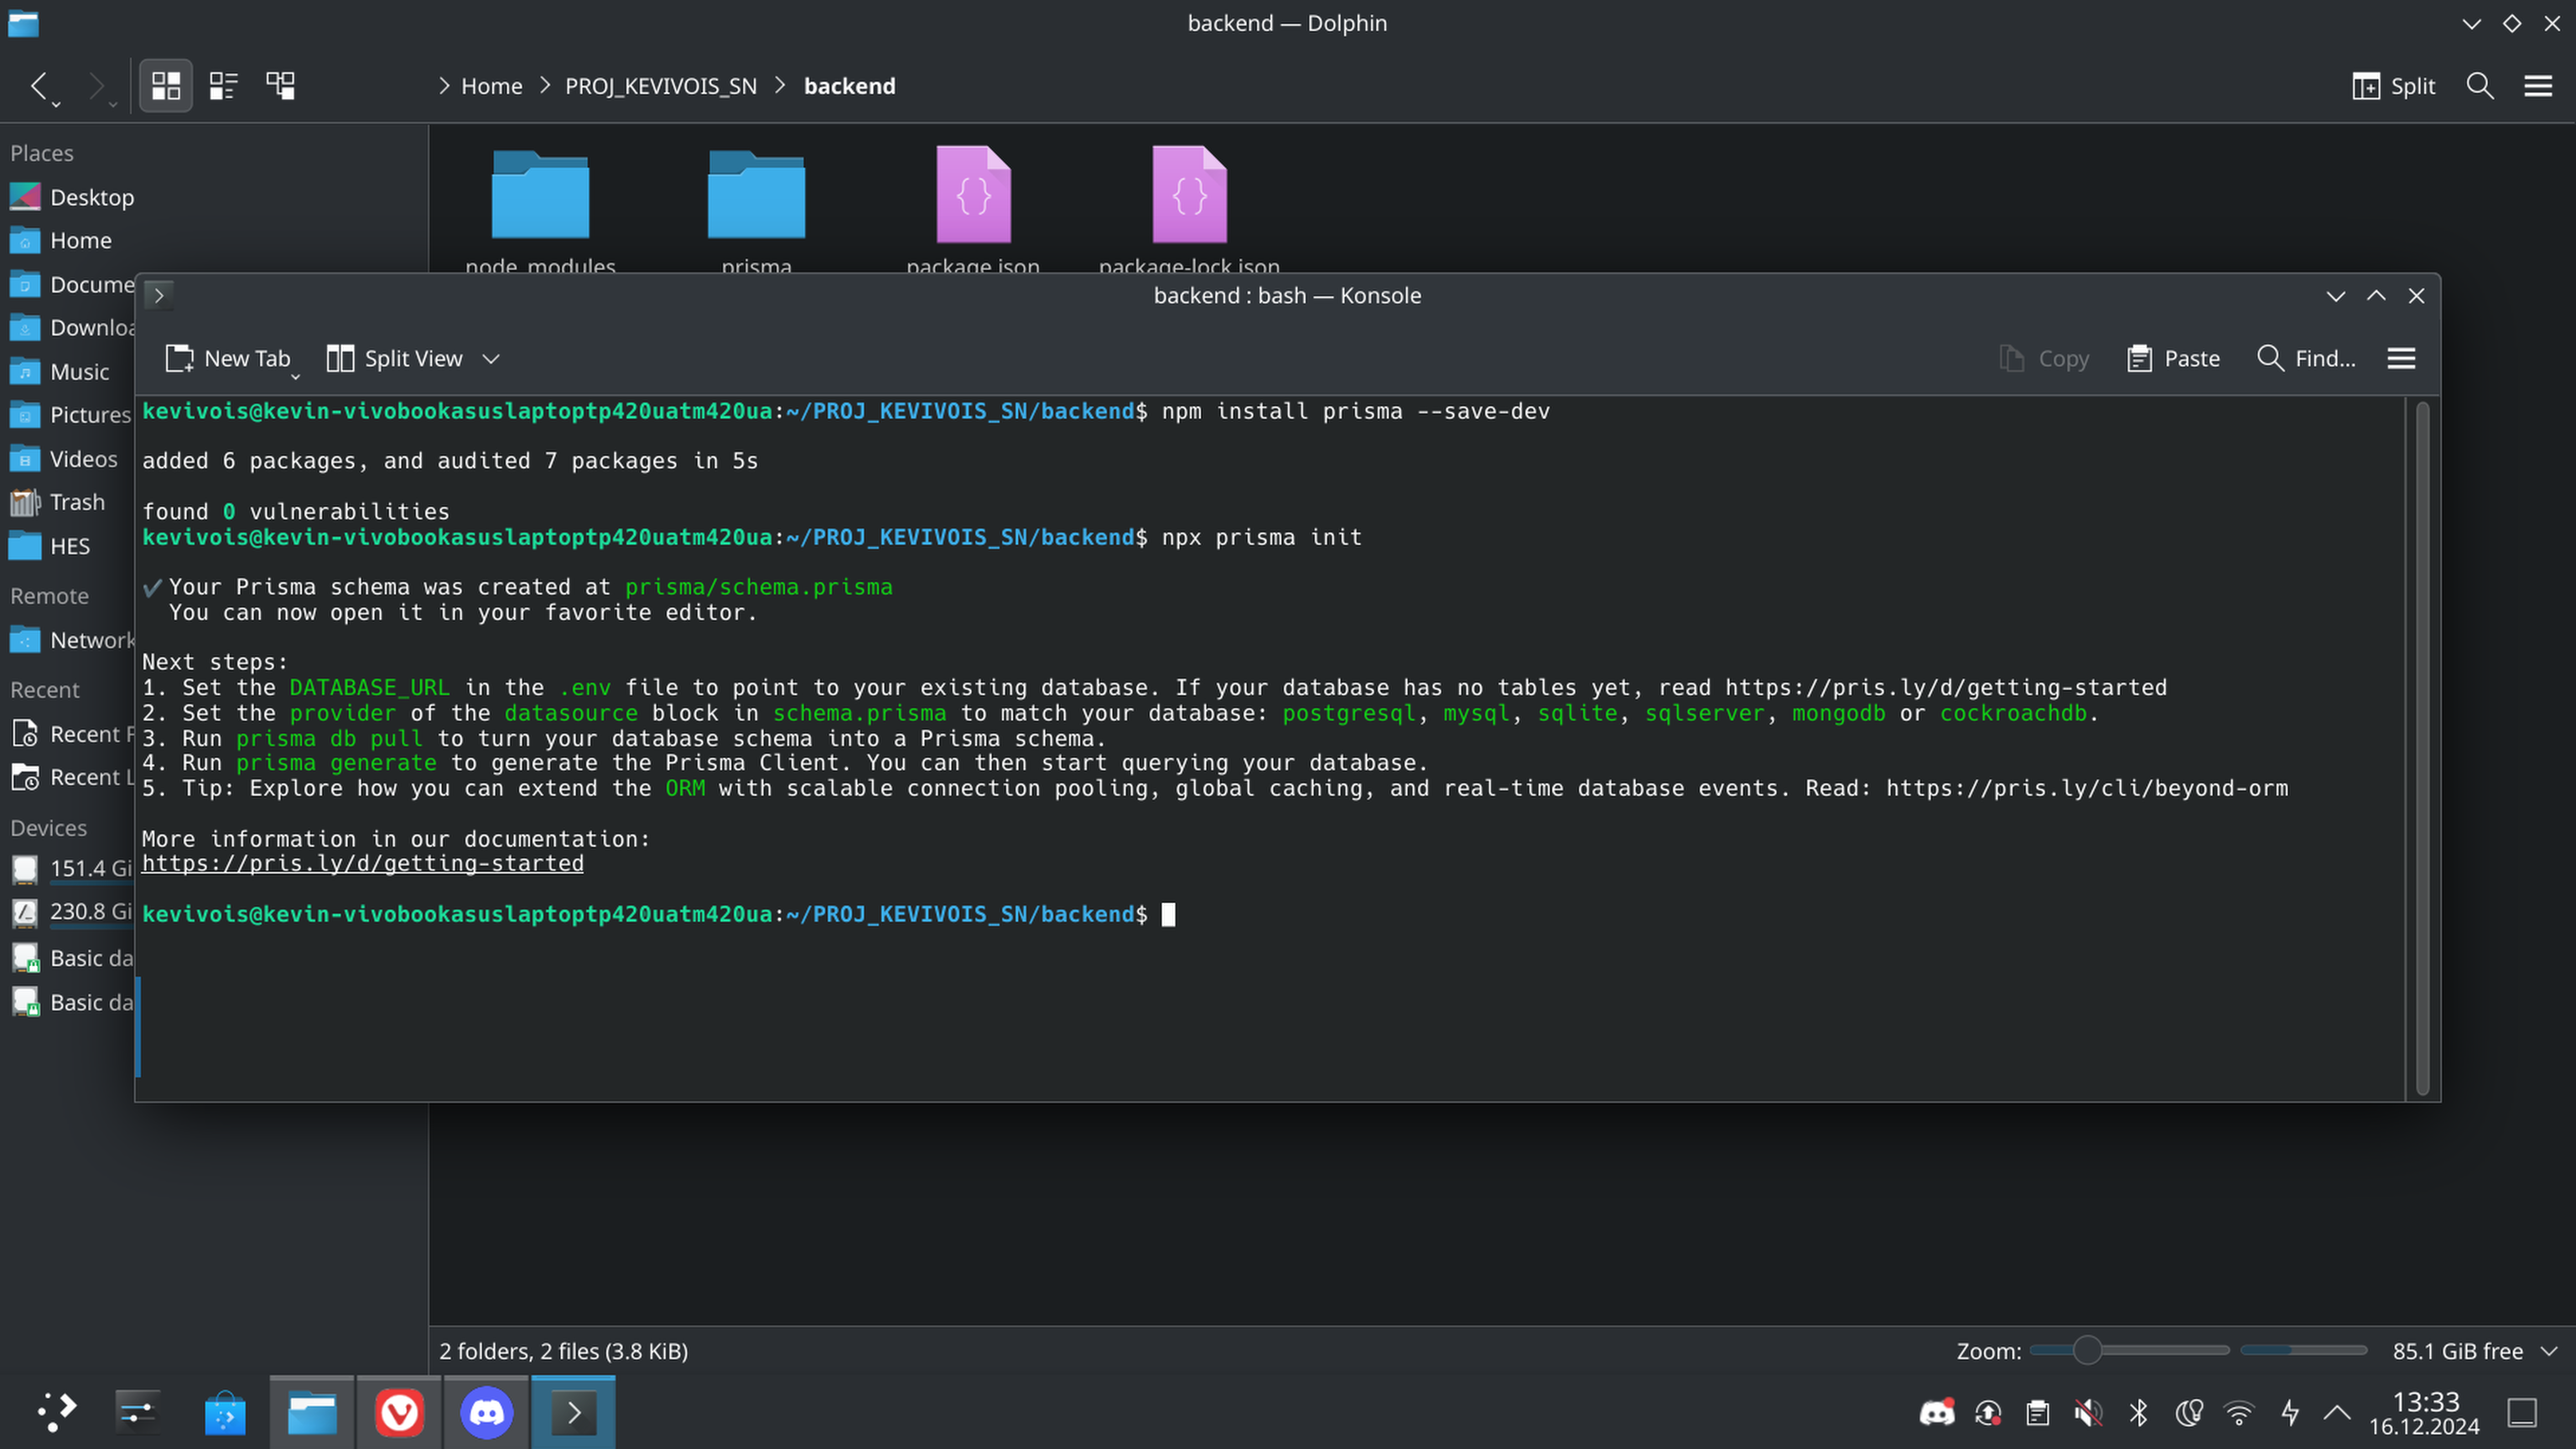 backend — Dolphin
Home
PROJ_KEVIVOIS_SN
backend
Split
Places
Desktop
Home
Docume
Downloa
Music
Pictures
Videos
Trash
HES
Remote
Network
Recent
Recent F
Recent L
Devices
151.4 Gi
230.8 Gi
Basic da
Basic da
node_modules
prisma
package.json
package-lock.json
backend : bash — Konsole
New Tab
Split View
Copy
Paste
Find...
kevivois@kevin-vivobookasuslaptoptp420uatm420ua:~/PROJ_KEVIVOIS_SN/backend$ npm install prisma --save-dev
added 6 packages, and audited 7 packages in 5s
found 0 vulnerabilities
kevivois@kevin-vivobookasuslaptoptp420uatm420ua:~/PROJ_KEVIVOIS_SN/backend$ npx prisma init
✔ Your Prisma schema was created at prisma/schema.prisma
You can now open it in your favorite editor.
Next steps:
1. Set the DATABASE_URL in the .env file to point to your existing database. If your database has no tables yet, read https://pris.ly/d/getting-started
2. Set the provider of the datasource block in schema.prisma to match your database: postgresql, mysql, sqlite, sqlserver, mongodb or cockroachdb.
3. Run prisma db pull to turn your database schema into a Prisma schema.
4. Run prisma generate to generate the Prisma Client. You can then start querying your database.
5. Tip: Explore how you can extend the ORM with scalable connection pooling, global caching, and real-time database events. Read: https://pris.ly/cli/beyond-orm
More information in our documentation:
https://pris.ly/d/getting-started
kevivois@kevin-vivobookasuslaptoptp420uatm420ua:~/PROJ_KEVIVOIS_SN/backend$
2 folders, 2 files (3.8 KiB)
Zoom:
85.1 GiB free
13:33
16.12.2024